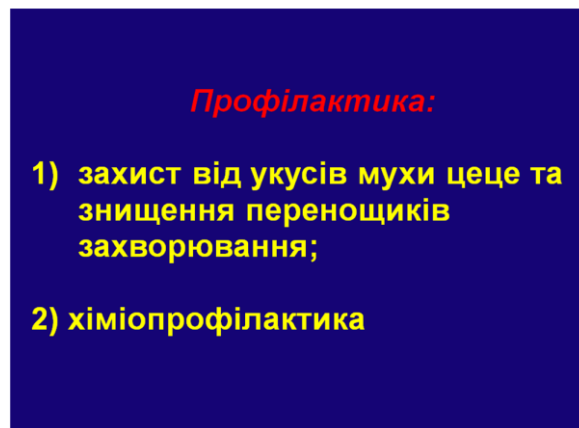 Профілактика:
1) захист від укусів мухи цеце та
знищення переносщиків
захворювання;
2) хіміопрофілактика